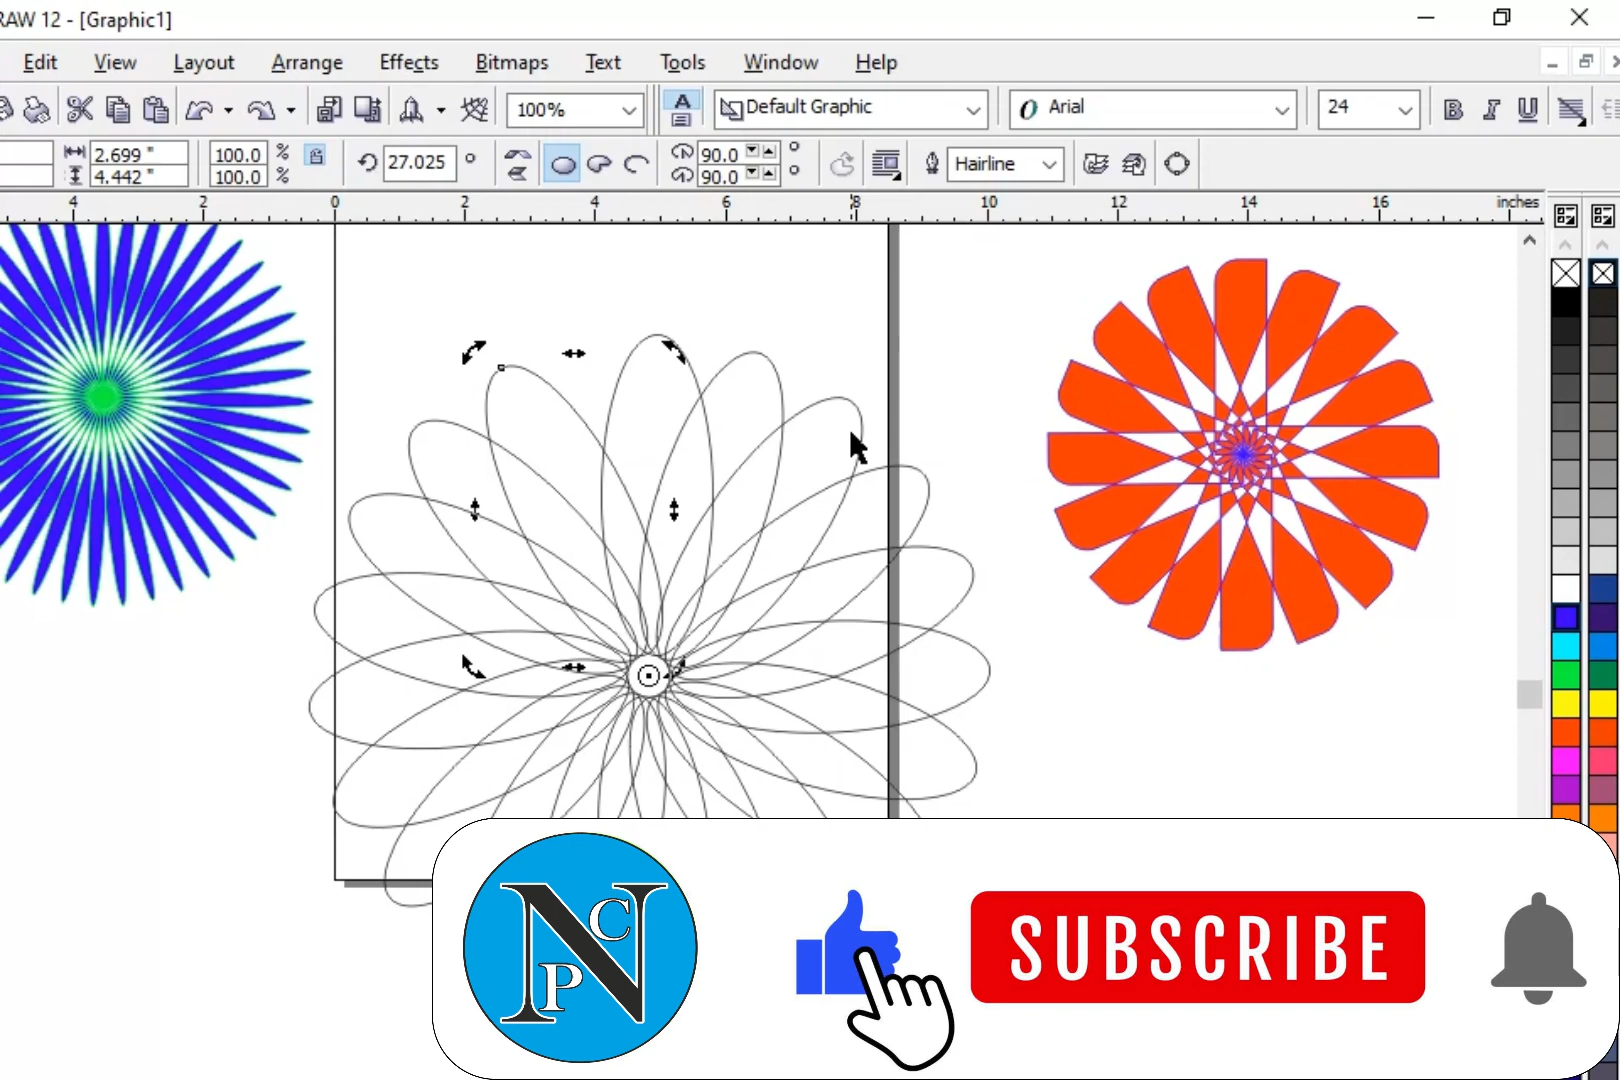 RAW 12 - [Graphic1]
Edit View Layout Arrange Effects Bitmaps Text Tools Window Help
100% A Default Graphic O Arial 24 B I U
2.699 " 100.0 % 27.025 ° 90.0 ° Hairline
4.442 " 100.0 % 90.0 °
4 2 0 2 4 6 8 10 12 14 16 inches
N C P SUBSCRIBE